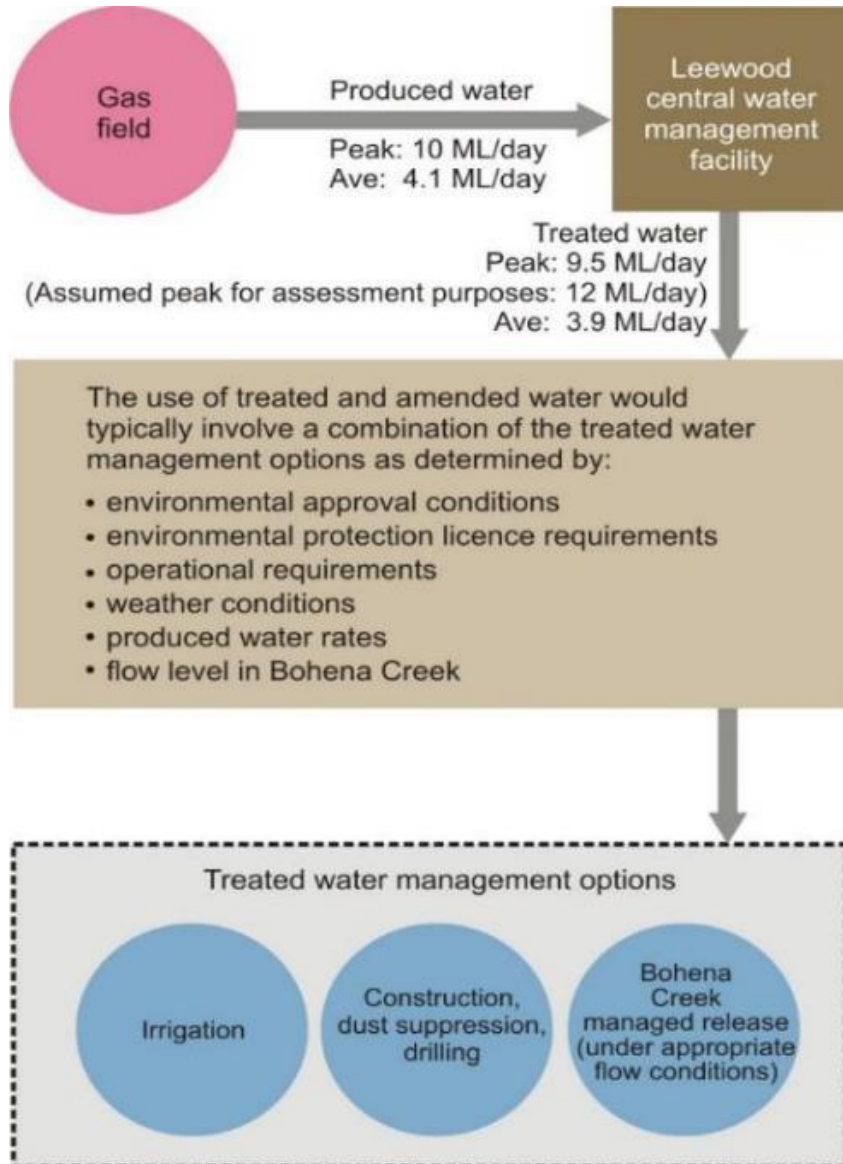 Gas
field
Produced water
Peak: 10 ML/day
Ave: 4.1 ML/day
Leewood
central water
management
facility
Treated water
Peak: 9.5 ML/day
(Assumed peak for assessment purposes: 12 ML/day)
Ave: 3.9 ML/day
The use of treated and amended water would
typically involve a combination of the treated water
management options as determined by:
• environmental approval conditions
• environmental protection licence requirements
• operational requirements
• weather conditions
• produced water rates
• flow level in Bohena Creek
Treated water management options
Irrigation
Construction,
dust suppression,
drilling
Bohena
Creek
managed release
(under appropriate
flow conditions)